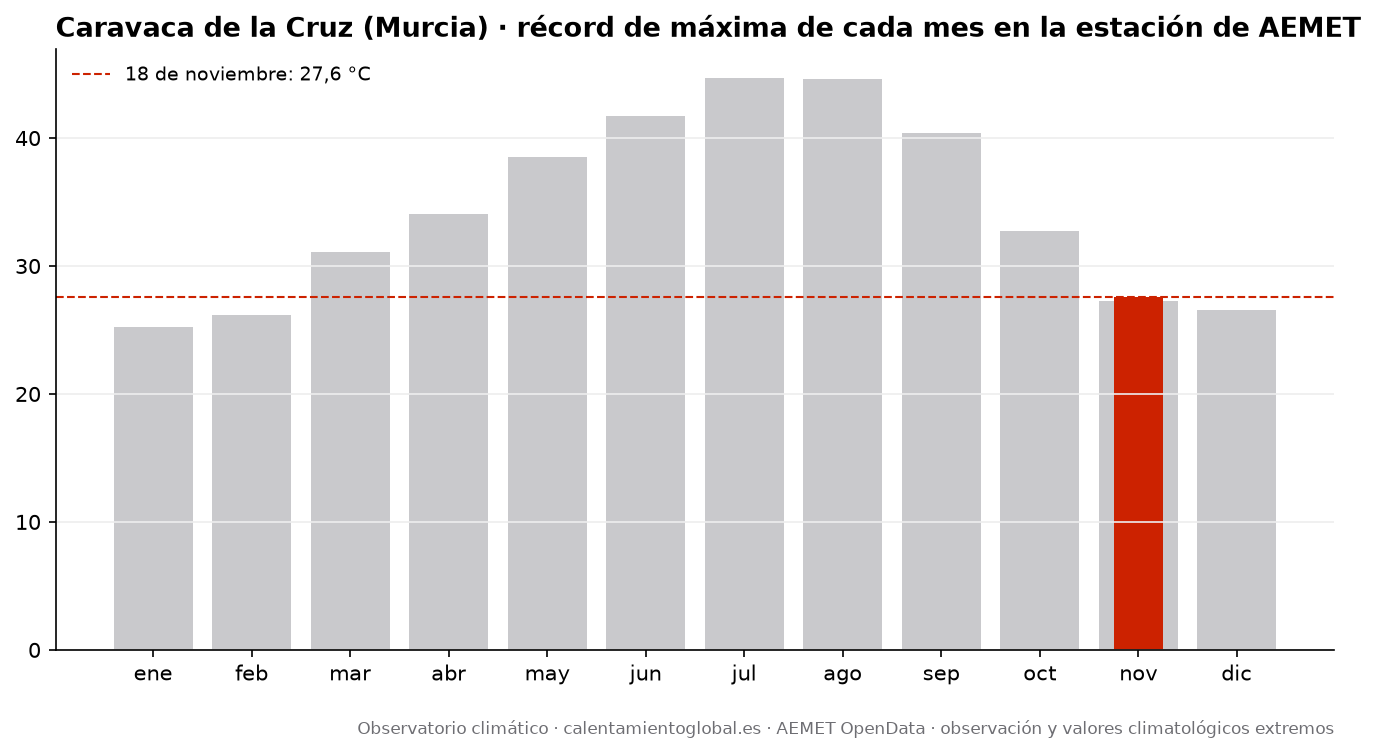 Caravaca de la Cruz (Murcia) · récord de máxima de cada mes en la estación de AEMET
18 de noviembre: 27,6 °C
40
30
20
10
0
ene feb mar abr may jun jul ago sep oct nov dic
Observatorio climático · calentamientoglobal.es · AEMET OpenData · observación y valores climatológicos extremos